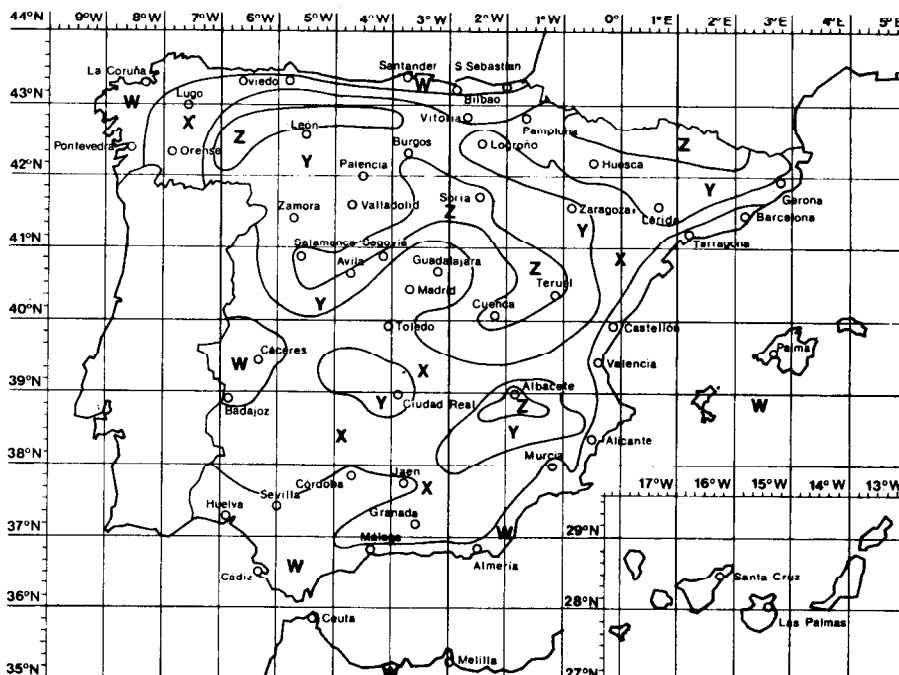 9°W 8°W 7°W 6°W 5°W 4°W 3°W 2°W 1°W 0° 1°E 2°E 3°E 4°E 5°E
44°N
La Coruña
Oviedo
Santander
S Sebastian
43°N
W
Lugo
W
Bilbao
X
Z
León
Vitoria
Pamplona
Pontevedra
Orense
Burgos
Logroño
Z
42°N
Y
Palencia
Huesca
Y
Gerona
Zamora
Valladolid
Soria
Z
Zaragoza
Lérida
Barcelona
41°N
Y
Tarragona
Salamanca
Segovia
Avila
Guadalajara
Z
X
Madrid
Teruel
40°N
Y
Cuenca
Toledo
Castellón
W
Cáceres
X
Valencia
Palma
39°N
Badajoz
Y
Ciudad Real
Albacete
Z
W
X
Y
Alicante
38°N
Murcia
Córdoba
Jaen
X
17°W 16°W 15°W 14°W 13°W
Huelva
Sevilla
Granada
37°N
Málaga
W
29°N
Cádiz
W
Almería
Santa Cruz
36°N
28°N
Ceuta
Las Palmas
35°N
W
Melilla
27°N